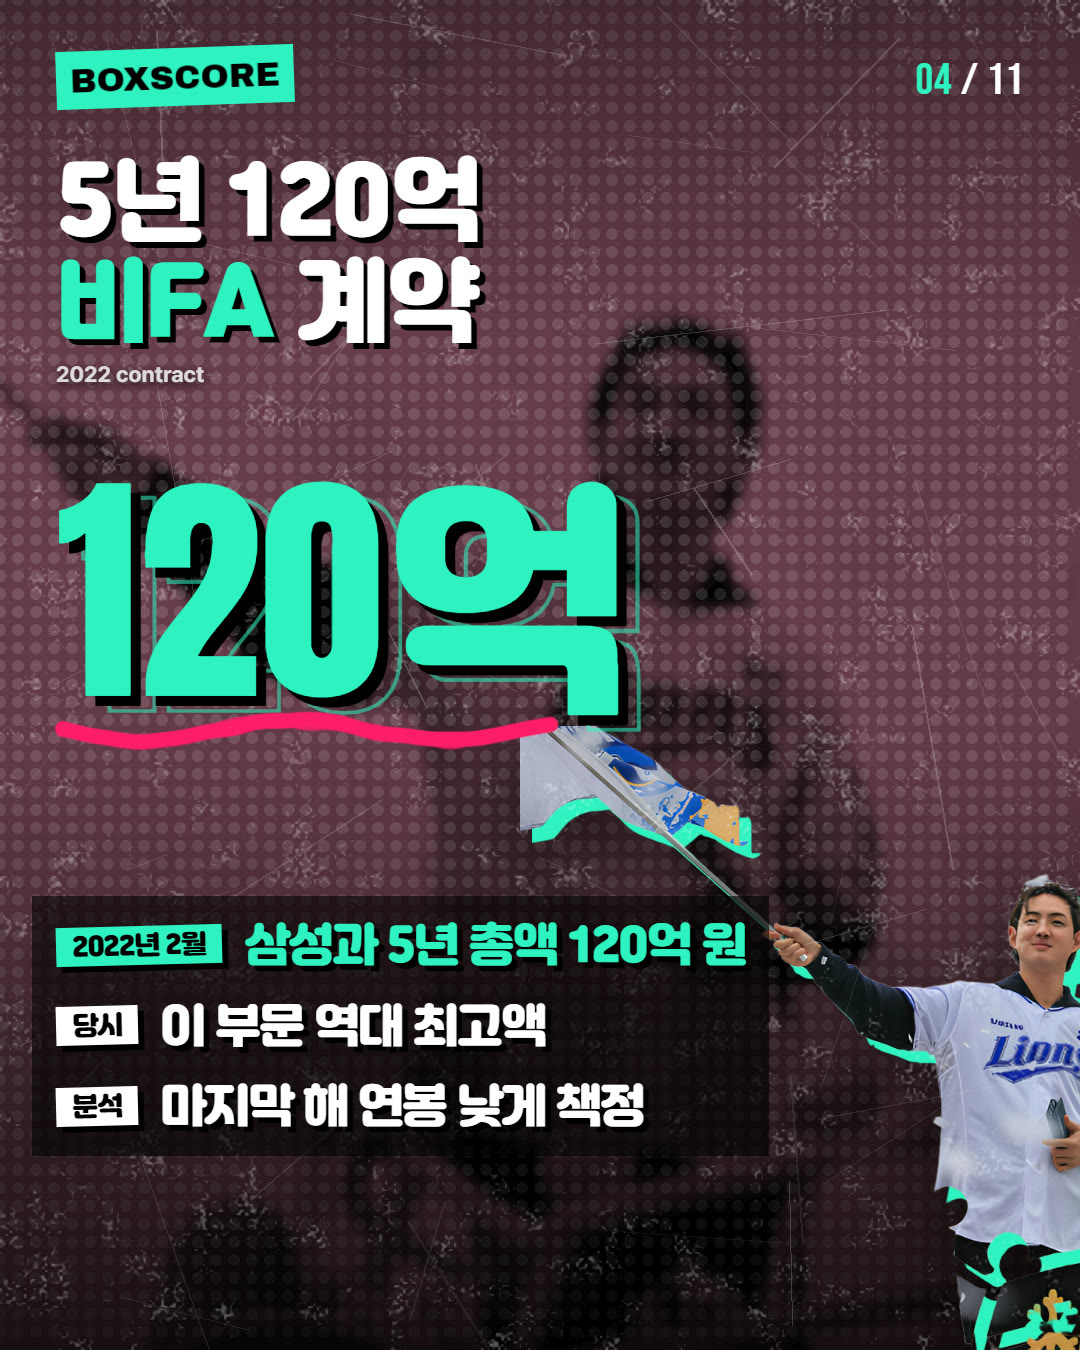 BOXSCORE
04 / 11
5년 120억
비FA 계약
2022 contract
120억
2022년 2월 삼성과 5년 총액 120억 원
당시 이 부문 역대 최고액
분석 마지막 해 연봉 낮게 책정
Lions